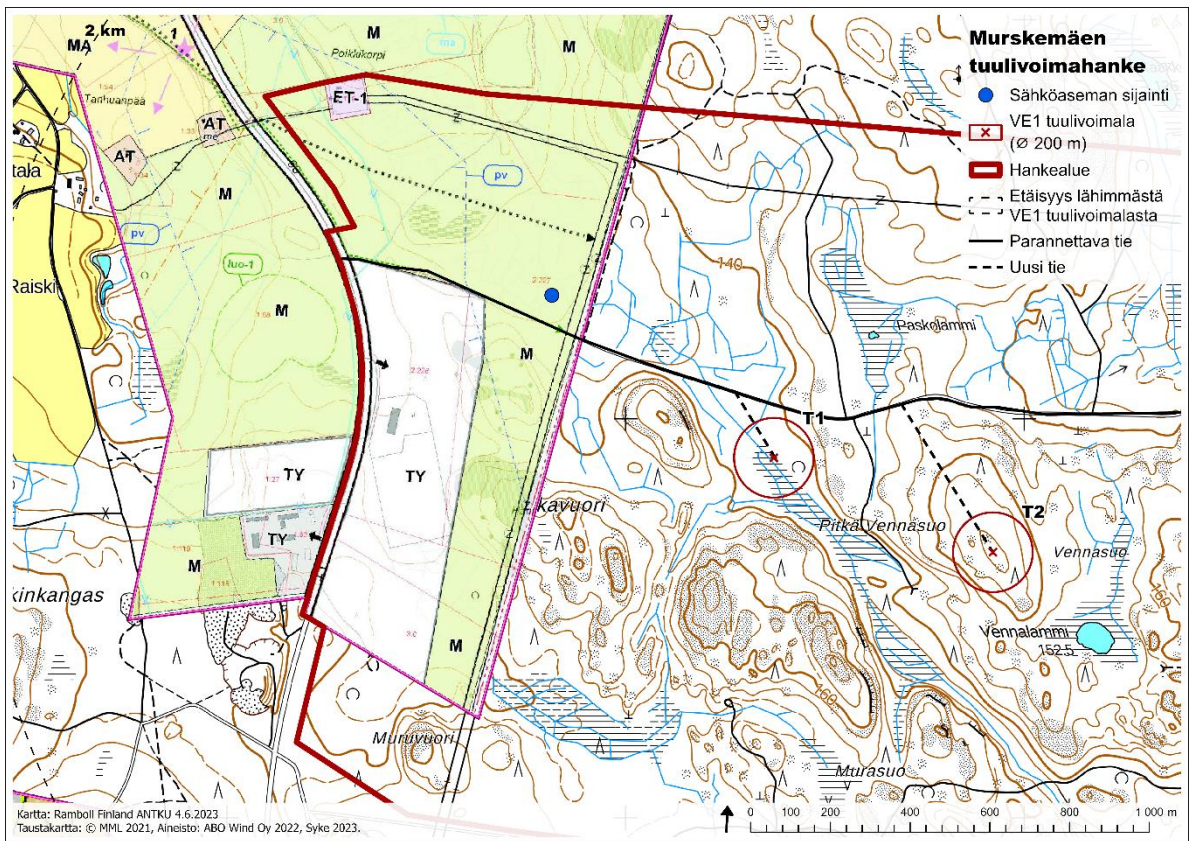 Murskemäen
tuulivoimahanke
Sähköaseman sijainti
VE1 tuulivoimala
(Ø 200 m)
Hankealue
Etäisyys lähimmästä
VE1 tuulivoimalasta
Parannettava tie
Uusi tie
2 km
1
MA
M
M
Poikkikorpi
ma
Tanhuanpää
ET-1
AT
AT
tala
M
pv
pv
Raiski
luo-1
M
140
Paskolammi
M
T1
TY
TY
TY
kavuori
Pitkä Vennasuo
T2
Vennasuo
M
kinkangas
Vennalammi
152.5
160
160
M
Muruvuori
Murasuo
Kartta: Ramboll Finland ANTKU 4.6.2023
Taustakartta: © MML 2021, Aineisto: ABO Wind Oy 2022, Syke 2023.
0 100 200 400 600 800 1 000 m